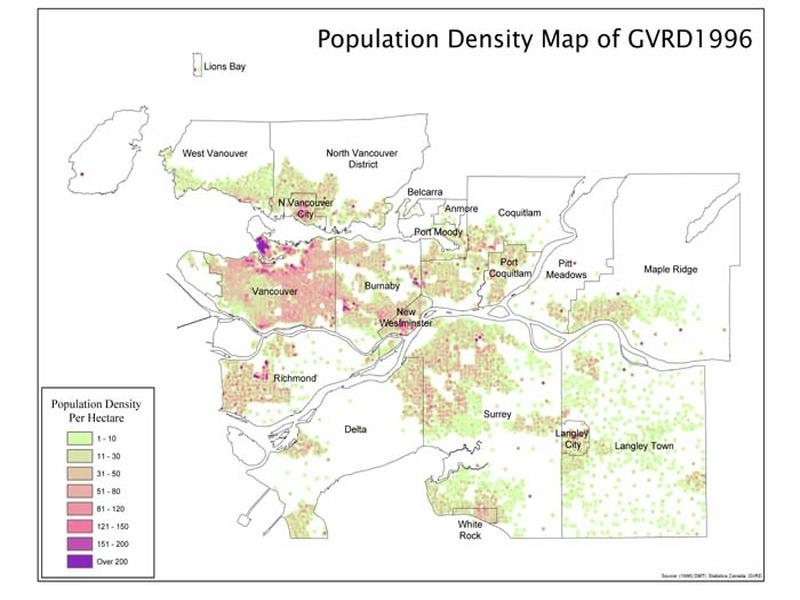 Population Density Map of GVRD1996
Lions Bay
West Vanouver
North Vancouver
District
Belcarra
N.Vancouver
City
Anmore
Coquitlam
Port Moody
Port
Coquitlam
Pitt
Meadows
Maple Ridge
Vancouver
Burnaby
New
Westminster
Richmond
Population Density
Per Hectare
1 - 10
11 - 30
31 - 50
51 - 80
81 - 120
121 - 150
151 - 200
Over 200
Delta
Surrey
Langley
City
Langley Town
White
Rock
Source: (1996) DMTI, Statistics Canada, GVRD